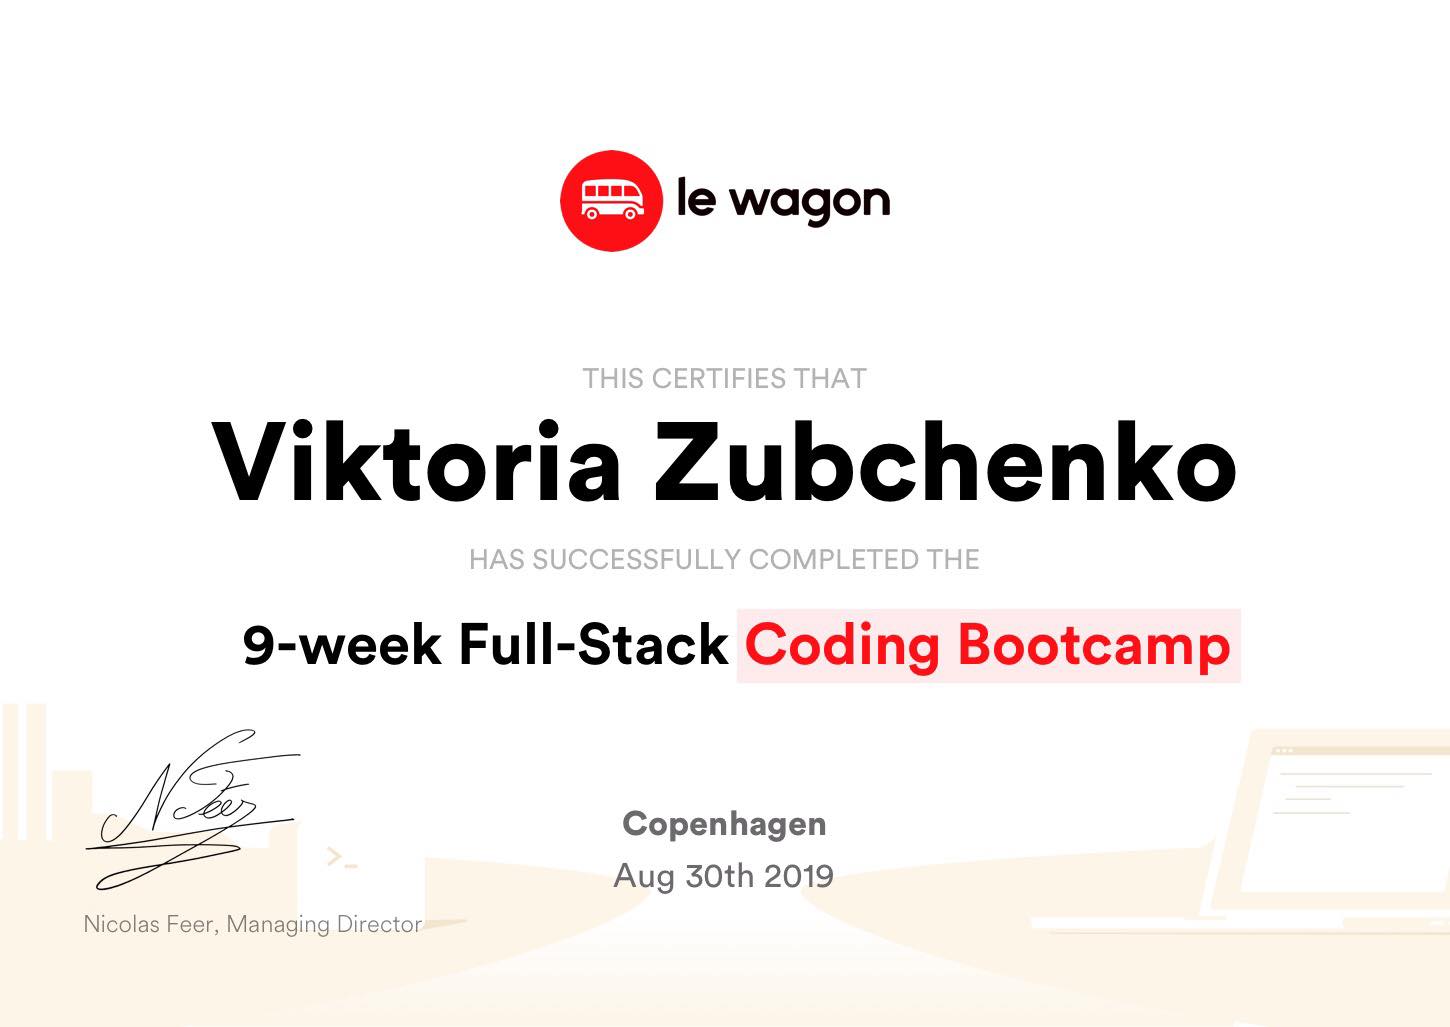 le wagon
THIS CERTIFIES THAT
Viktoria Zubchenko
HAS SUCCESSFULLY COMPLETED THE
9-week Full-Stack Coding Bootcamp
N Feer
Copenhagen
>_
Aug 30th 2019
Nicolas Feer, Managing Director